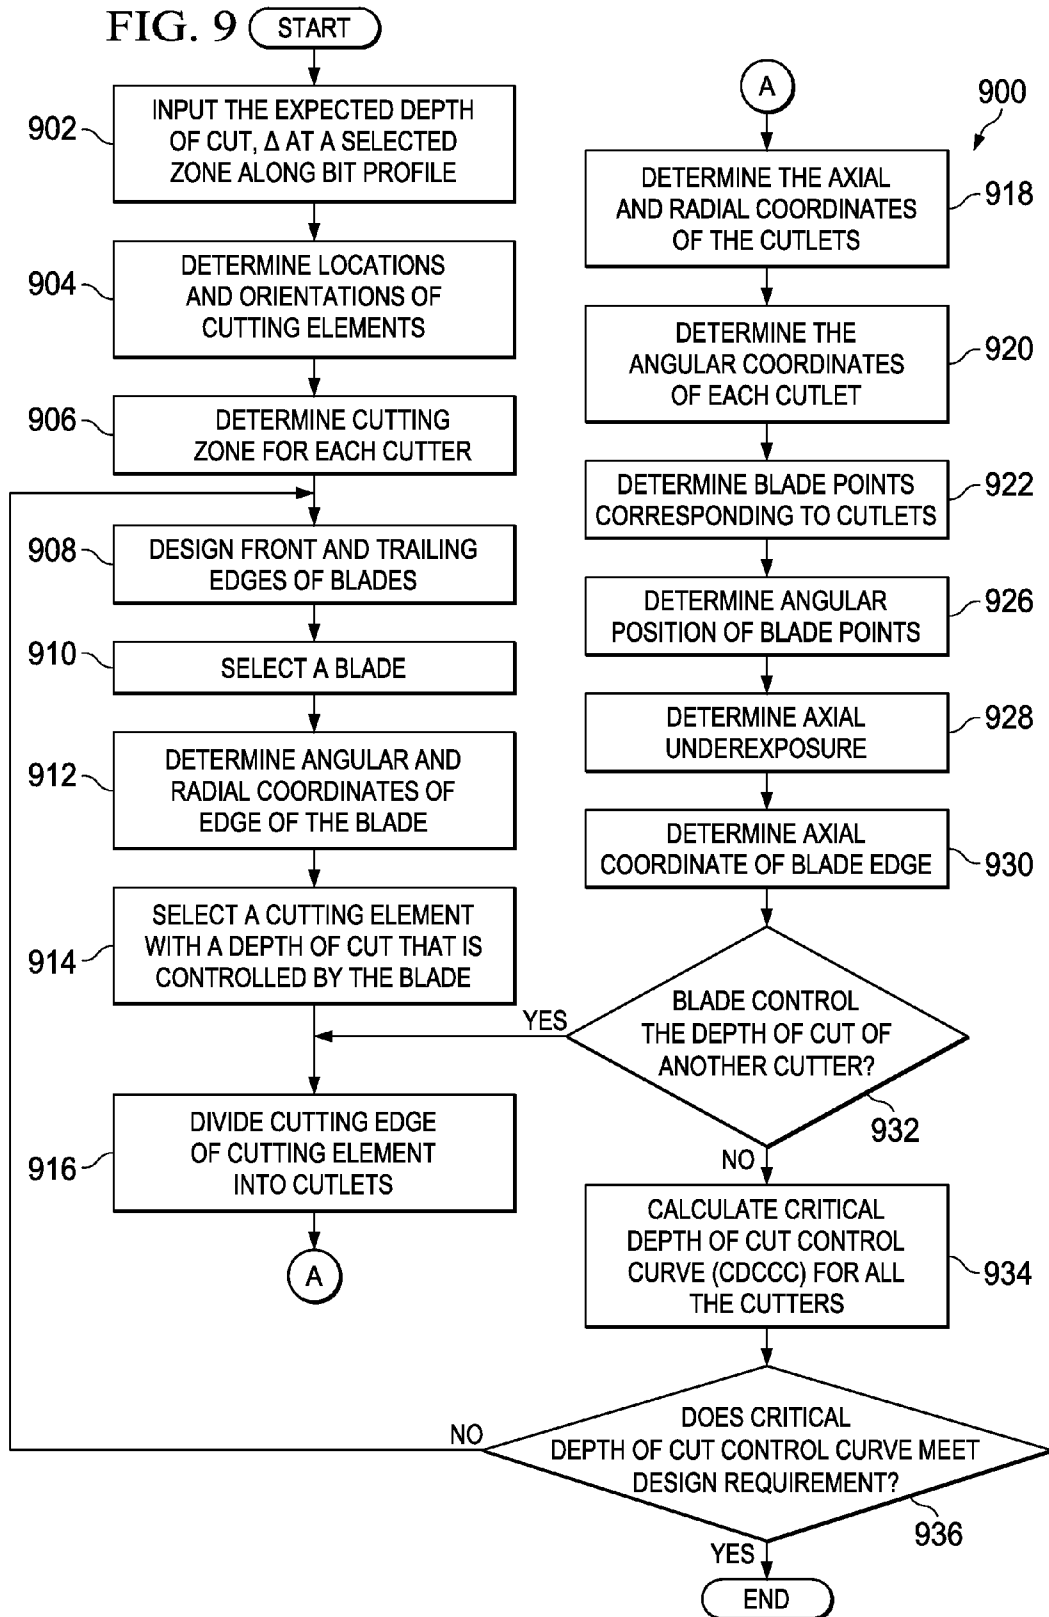 FIG. 9
START
902
INPUT THE EXPECTED DEPTH
OF CUT, Δ AT A SELECTED
ZONE ALONG BIT PROFILE
904
DETERMINE LOCATIONS
AND ORIENTATIONS OF
CUTTING ELEMENTS
906
DETERMINE CUTTING
ZONE FOR EACH CUTTER
908
DESIGN FRONT AND TRAILING
EDGES OF BLADES
910
SELECT A BLADE
912
DETERMINE ANGULAR AND
RADIAL COORDINATES OF
EDGE OF THE BLADE
914
SELECT A CUTTING ELEMENT
WITH A DEPTH OF CUT THAT IS
CONTROLLED BY THE BLADE
916
DIVIDE CUTTING EDGE
OF CUTTING ELEMENT
INTO CUTLETS
A
A
900
DETERMINE THE AXIAL
AND RADIAL COORDINATES
OF THE CUTLETS
918
DETERMINE THE
ANGULAR COORDINATES
OF EACH CUTLET
920
DETERMINE BLADE POINTS
CORRESPONDING TO CUTLETS
922
DETERMINE ANGULAR
POSITION OF BLADE POINTS
926
DETERMINE AXIAL
UNDEREXPOSURE
928
DETERMINE AXIAL
COORDINATE OF BLADE EDGE
930
YES
BLADE CONTROL
THE DEPTH OF CUT OF
ANOTHER CUTTER?
932
NO
CALCULATE CRITICAL
DEPTH OF CUT CONTROL
CURVE (CDCCC) FOR ALL
THE CUTTERS
934
NO
DOES CRITICAL
DEPTH OF CUT CONTROL CURVE MEET
DESIGN REQUIREMENT?
936
YES
END